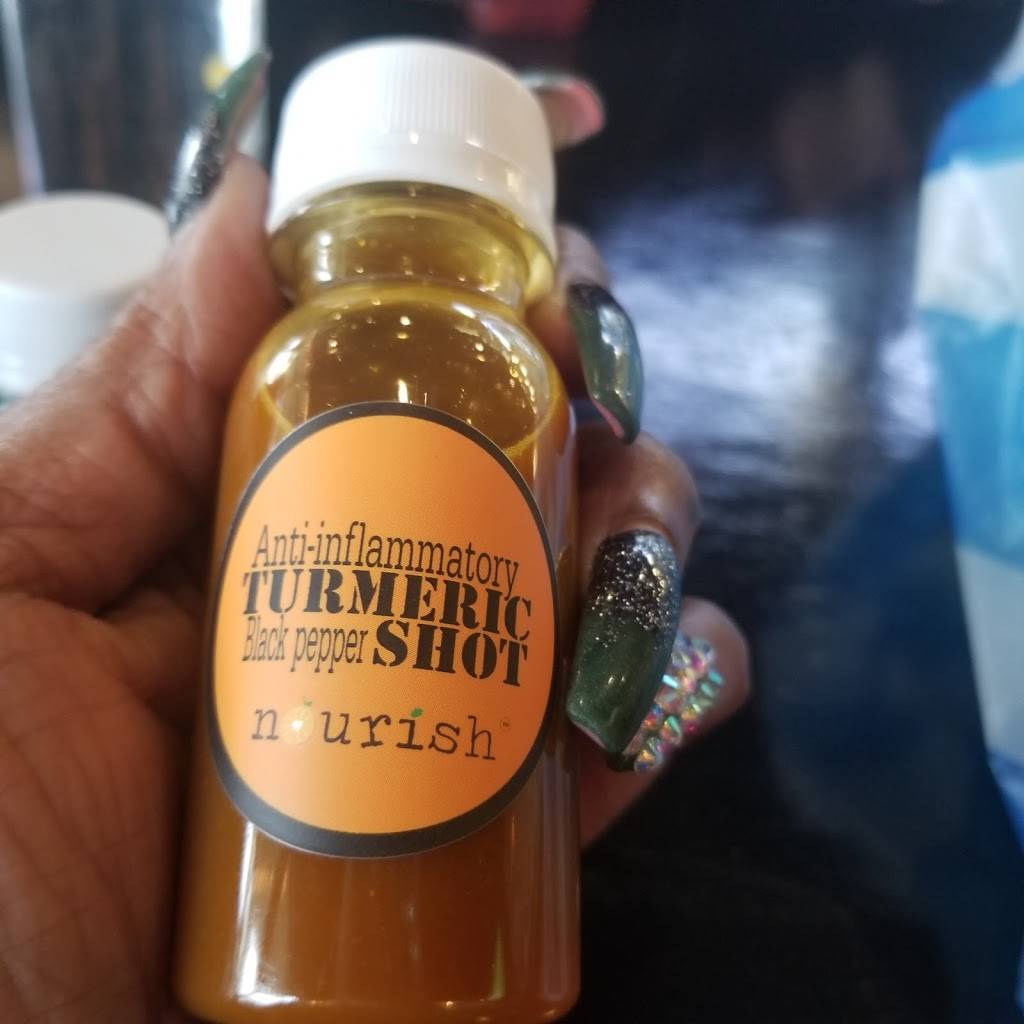 Anti-inflammatory
TURMERIC
Black pepper SHOT
nourish